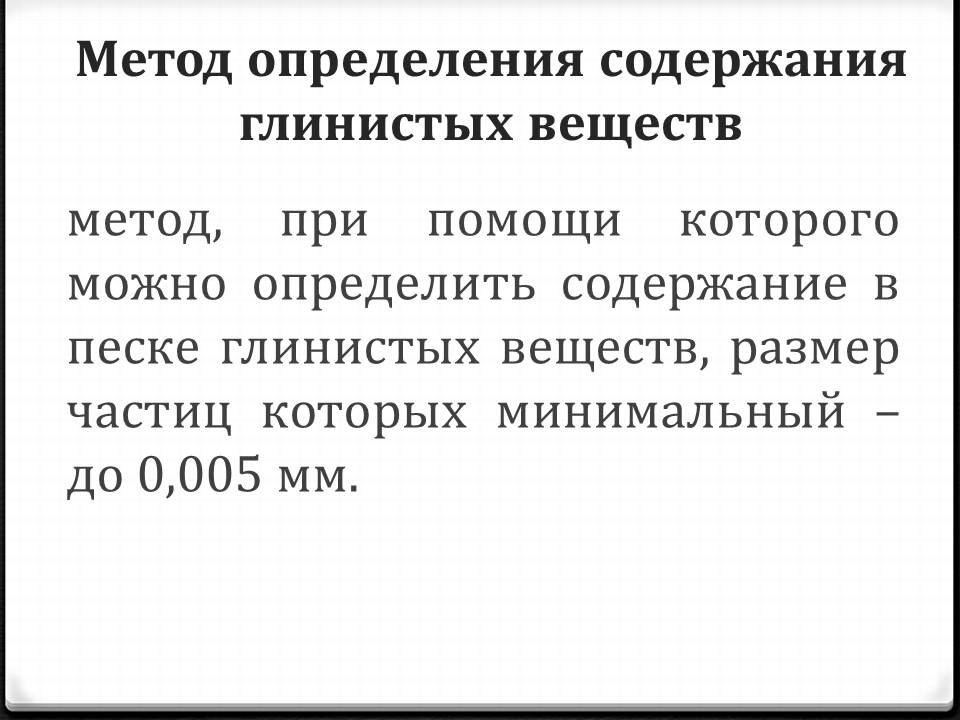 Метод определения содержания
глинистых веществ
метод, при помощи которого
можно определить содержание в
песке глинистых веществ, размер
частиц которых минимальный –
до 0,005 мм.